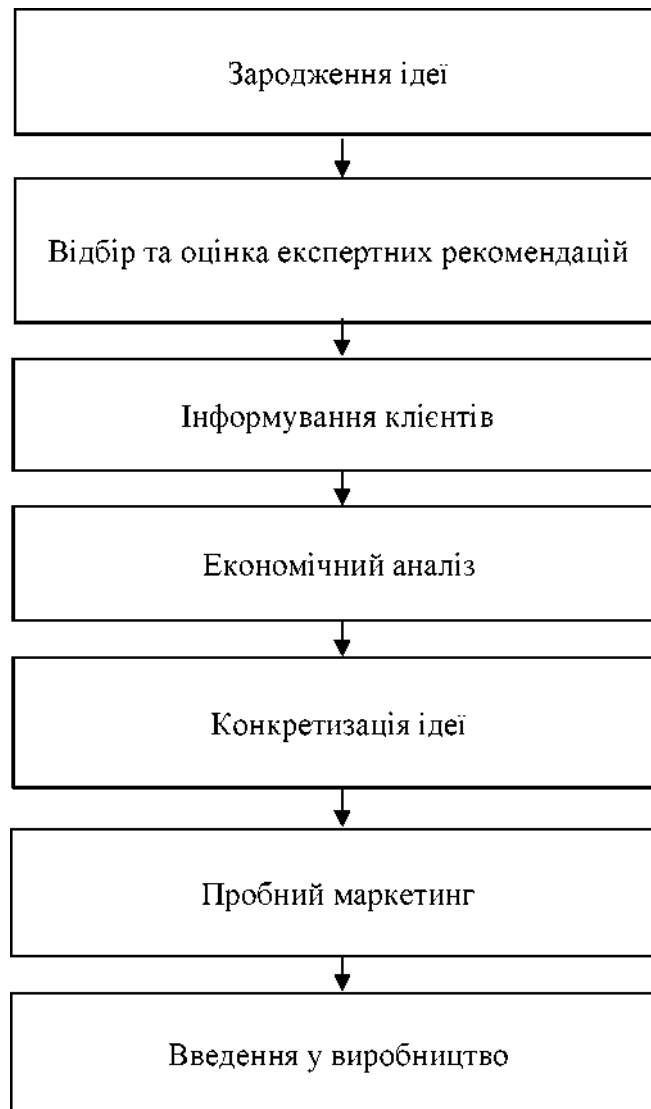 Зародження ідеї
Відбір та оцінка експертних рекомендацій
Інформування клієнтів
Економічний аналіз
Конкретизація ідеї
Пробний маркетинг
Введення у виробництво